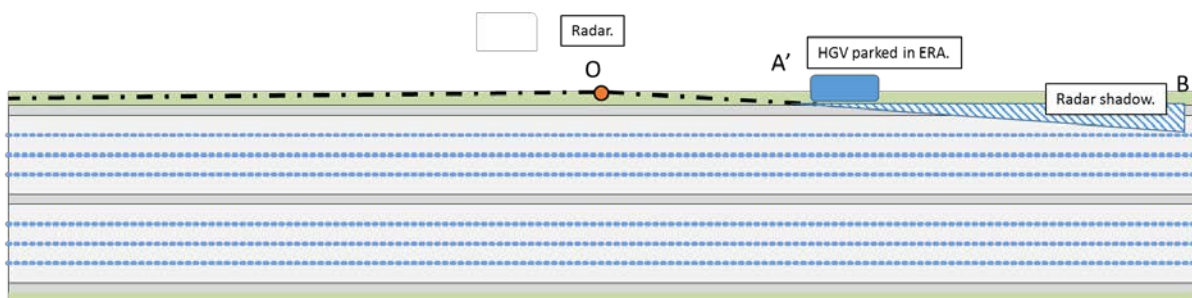 Radar.
O
A’
HGV parked in ERA.
B
Radar shadow.